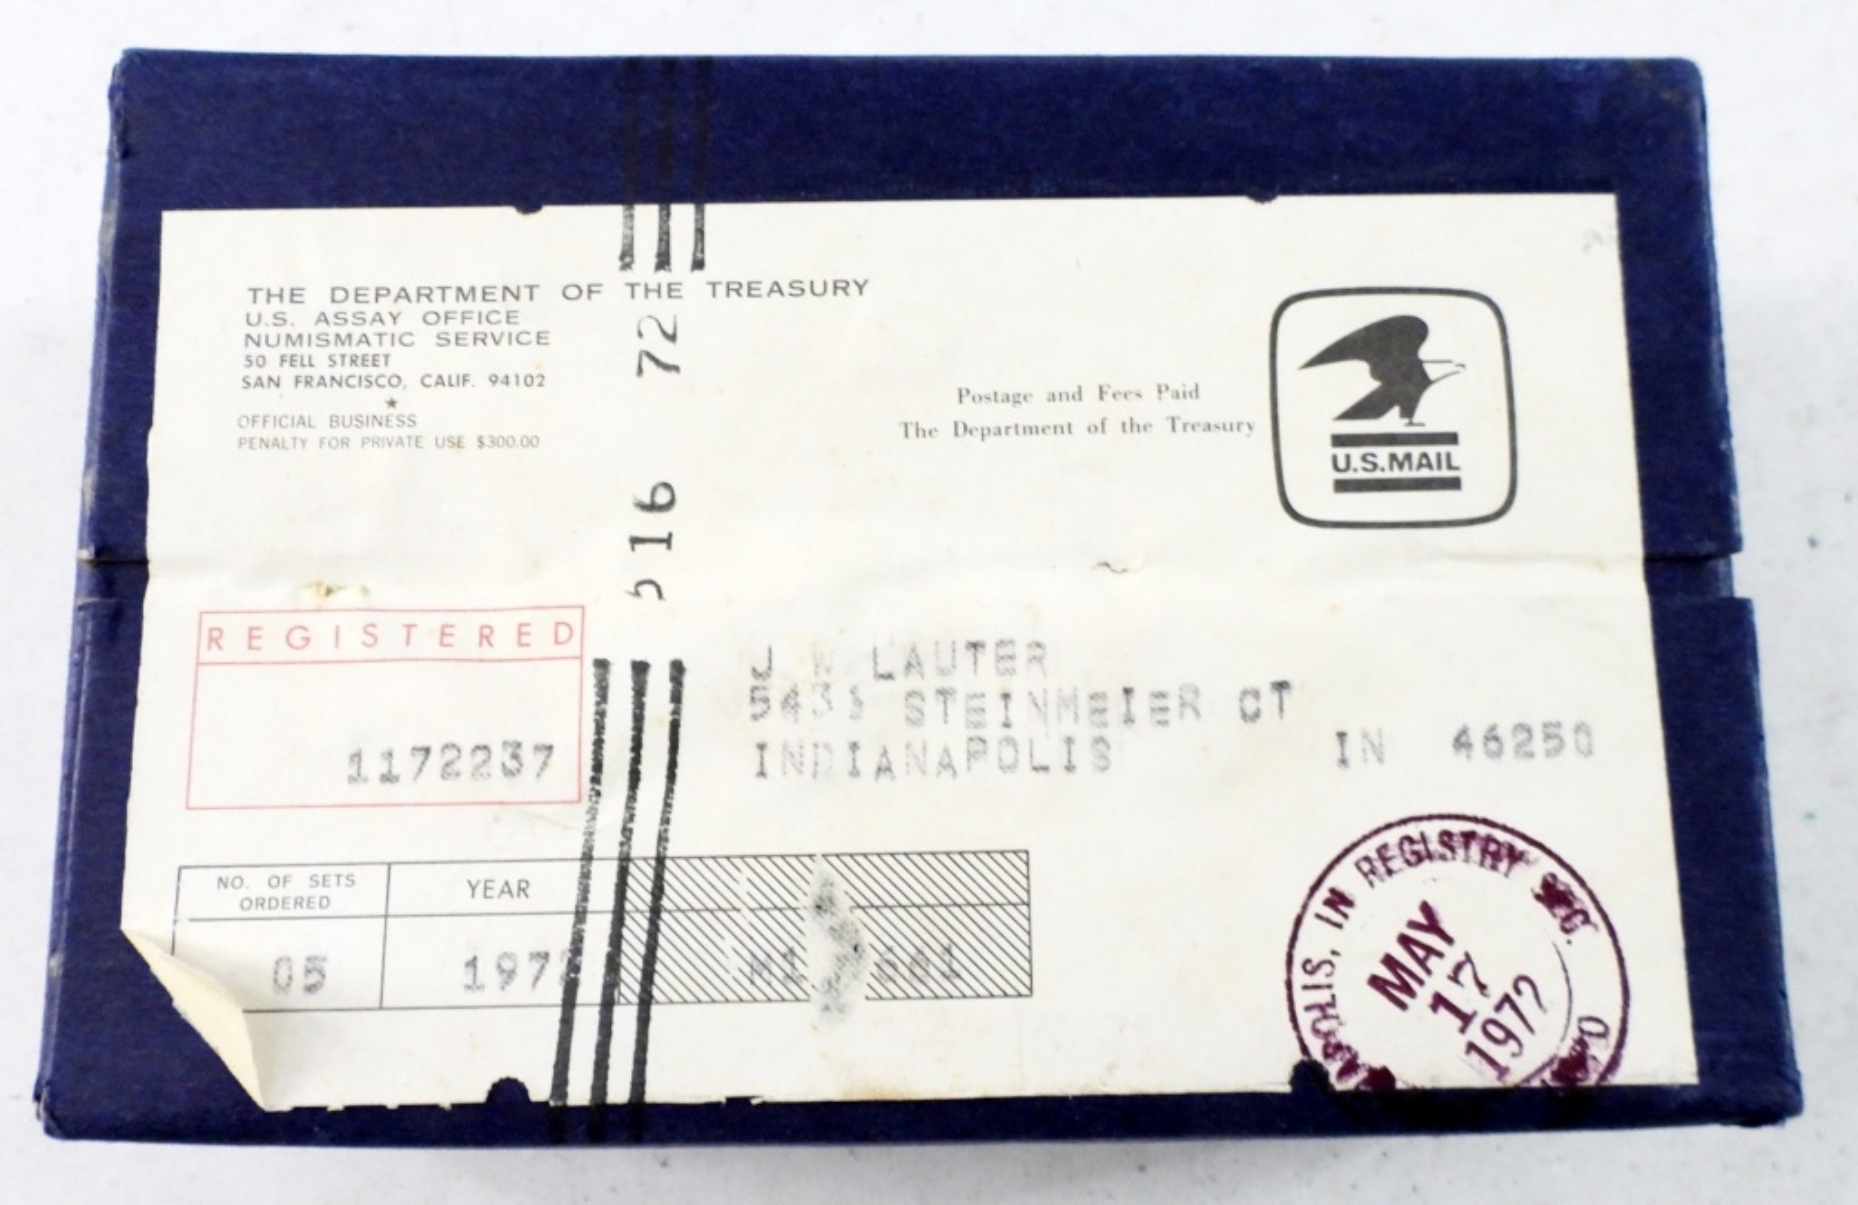 THE DEPARTMENT OF THE TREASURY
U.S. ASSAY OFFICE
NUMISMATIC SERVICE
50 FELL STREET
SAN FRANCISCO, CALIF. 94102
★
OFFICIAL BUSINESS
PENALTY FOR PRIVATE USE $300.00
516 72
Postage and Fees Paid
The Department of the Treasury
U.S.MAIL
REGISTERED
1172237
J W LAUTER
STEINMEIER CT
INDIANAPOLIS IN 46250
NO. OF SETS
ORDERED
YEAR
05
197
IN REGISTRY
MAY
17
1972